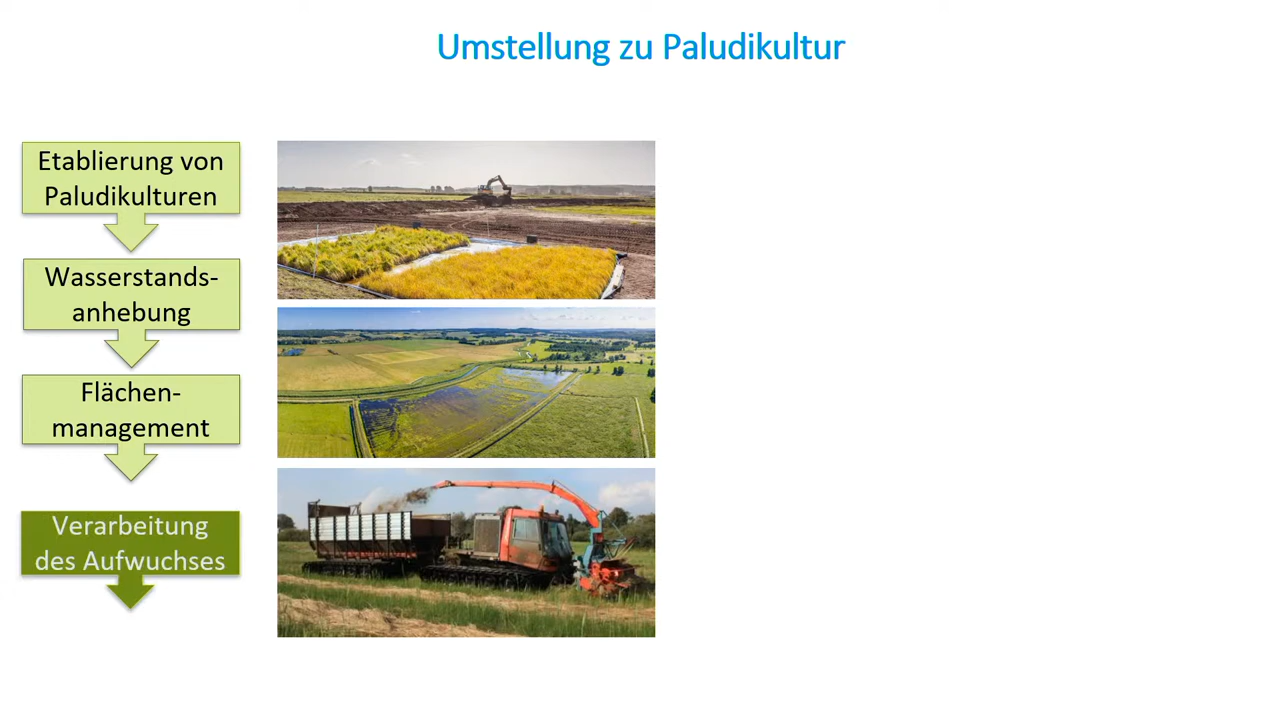 Umstellung zu Paludikultur
Etablierung von
Paludikulturen
Wasserstands-
anhebung
Flächen-
management
Verarbeitung
des Aufwuchses